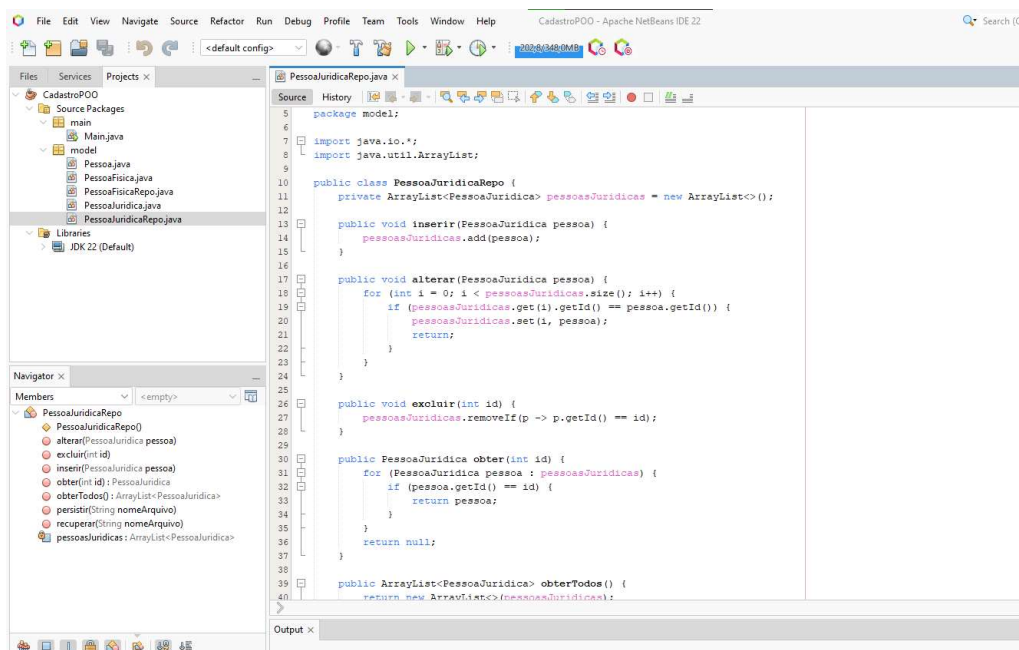 File Edit View Navigate Source Refactor Run Debug Profile Team Tools Window Help CadastroPOO - Apache NetBeans IDE 22 Search (
<default config> 202,8/348,0MB
Files Services Projects
CadastroPOO
Source Packages
main
Main.java
model
Pessoa.java
PessoaFisica.java
PessoaFisicaRepo.java
PessoaJuridica.java
PessoaJuridicaRepo.java
Libraries
JDK 22 (Default)
Navigator
Members <empty>
PessoaJuridicaRepo
PessoaJuridicaRepo()
alterar(PessoaJuridica pessoa)
excluir(int id)
inserir(PessoaJuridica pessoa)
obter(int id) : PessoaJuridica
obterTodos() : ArrayList<PessoaJuridica>
persistir(String nomeArquivo)
recuperar(String nomeArquivo)
pessoasJuridicas : ArrayList<PessoaJuridica>
PessoaJuridicaRepo.java
Source History
5 package model;
6
7 import java.io.*;
8 import java.util.ArrayList;
9
10 public class PessoaJuridicaRepo {
11 private ArrayList<PessoaJuridica> pessoasJuridicas = new ArrayList<>();
12
13 public void inserir(PessoaJuridica pessoa) {
14 pessoasJuridicas.add(pessoa);
15 }
16
17 public void alterar(PessoaJuridica pessoa) {
18 for (int i = 0; i < pessoasJuridicas.size(); i++) {
19 if (pessoasJuridicas.get(i).getId() == pessoa.getId()) {
20 pessoasJuridicas.set(i, pessoa);
21 return;
22 }
23 }
24 }
25
26 public void excluir(int id) {
27 pessoasJuridicas.removeIf(p -> p.getId() == id);
28 }
29
30 public PessoaJuridica obter(int id) {
31 for (PessoaJuridica pessoa : pessoasJuridicas) {
32 if (pessoa.getId() == id) {
33 return pessoa;
34 }
35 }
36 return null;
37 }
38
39 public ArrayList<PessoaJuridica> obterTodos() {
40 return new ArrayList<>(pessoasJuridicas);
Output